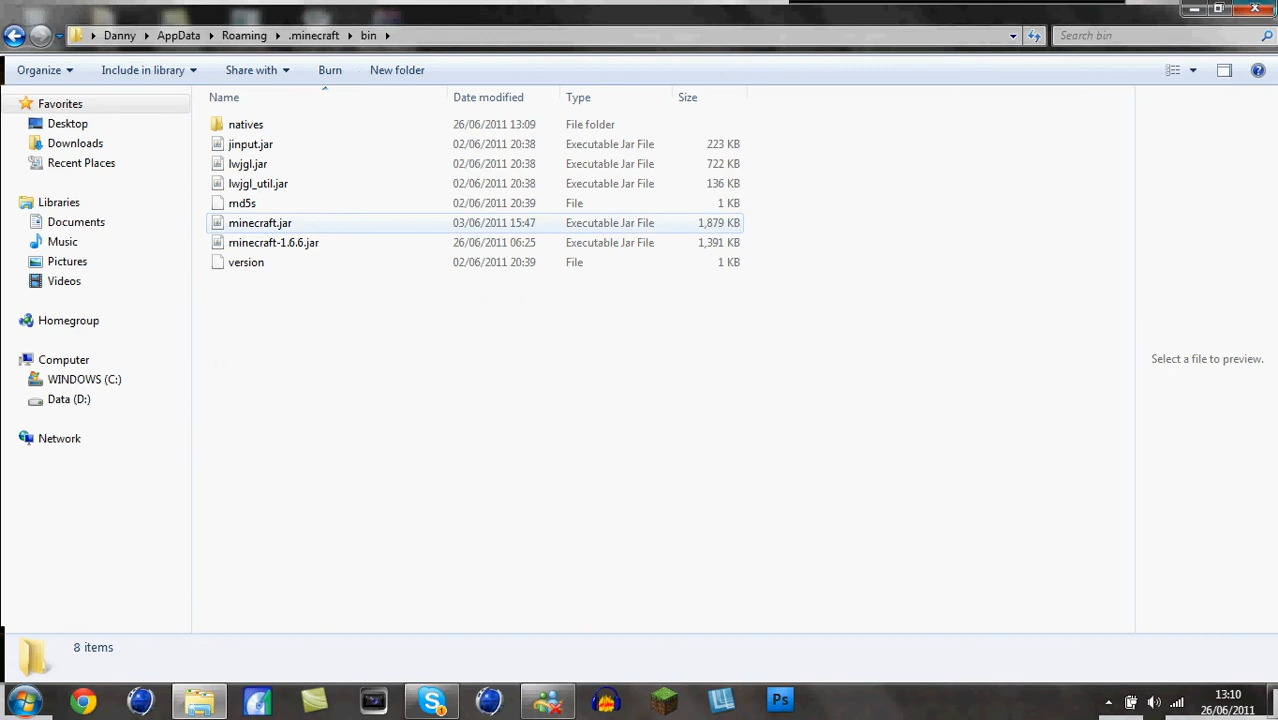 Danny AppData Roaming .minecraft bin Search bin
Organize Include in library Share with Burn New folder
Name Date modified Type Size
Favorites
Desktop
Downloads
Recent Places
Libraries
Documents
Music
Pictures
Videos
Homegroup
Computer
WINDOWS (C:)
Data (D:)
Network
natives 26/06/2011 13:09 File folder
jinput.jar 02/06/2011 20:38 Executable Jar File 223 KB
lwjgl.jar 02/06/2011 20:38 Executable Jar File 722 KB
lwjgl_util.jar 02/06/2011 20:38 Executable Jar File 136 KB
md5s 02/06/2011 20:39 File 1 KB
minecraft.jar 03/06/2011 15:47 Executable Jar File 1,879 KB
minecraft-1.6.6.jar 26/06/2011 06:25 Executable Jar File 1,391 KB
version 02/06/2011 20:39 File 1 KB
Select a file to preview.
8 items
Ps
1
13:10
26/06/2011